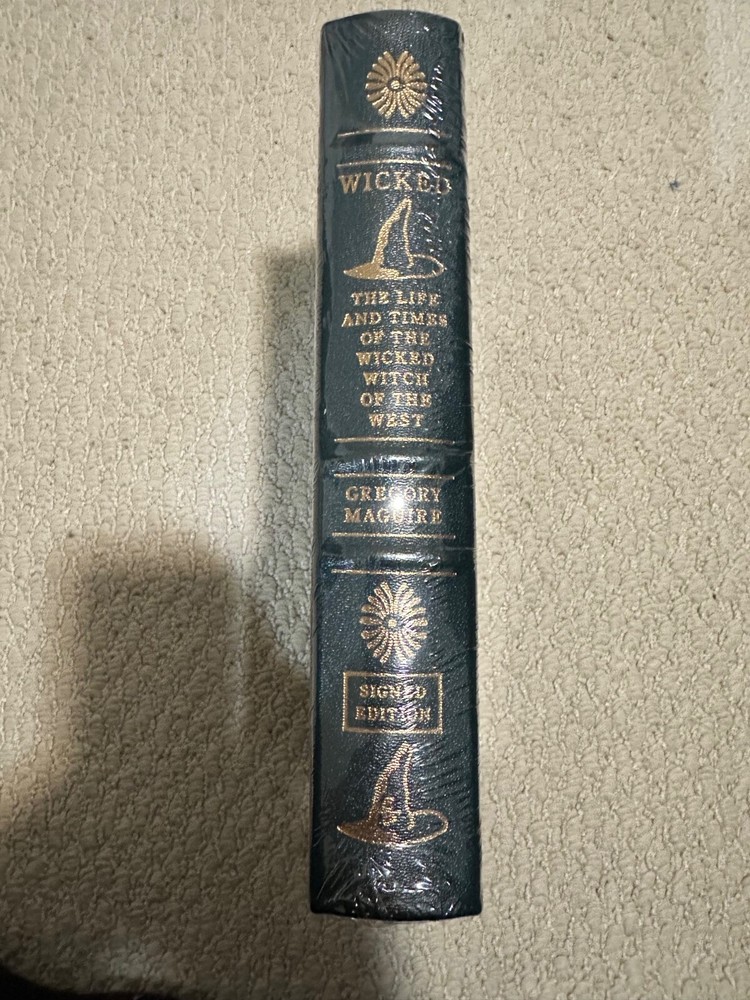 WICKED
THE LIFE
AND TIMES
OF THE
WICKED
WITCH
OF THE
WEST
GREGORY
MAGUIRE
SIGNED
EDITION